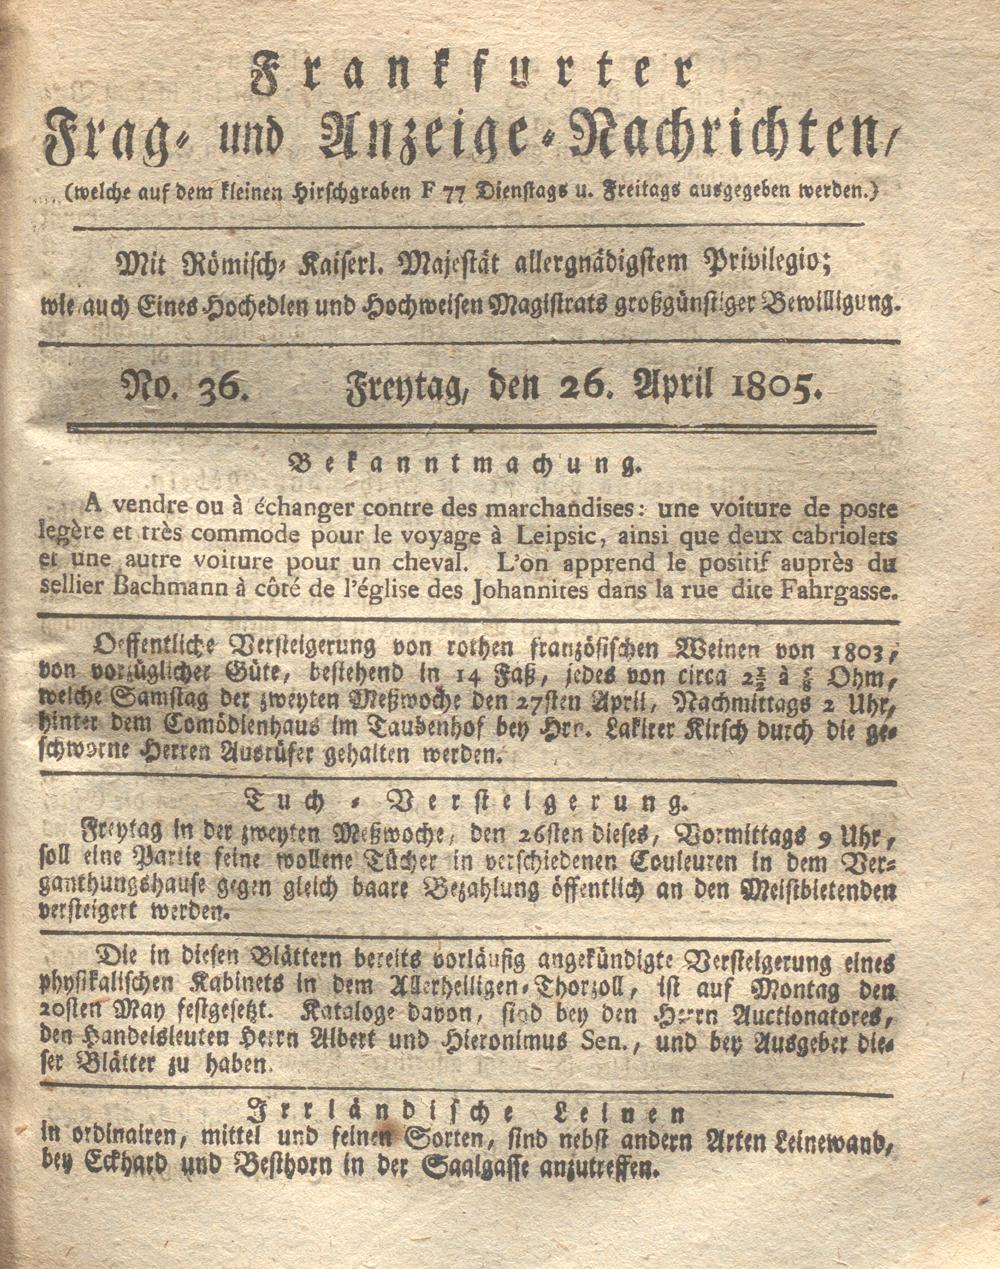 Frankfurter
Frag- und Anzeige-Nachrichten,
(welche auf dem kleinen Hirschgraben F 77 Dienstags u. Freitags ausgegeben werden.)
Mit Römisch- Kaiserl. Majestät allergnädigstem Privilegio;
wie auch Eines Hochedlen und Hochweisen Magistrats großgünstiger Bewilligung.
No. 36. Freytag, den 26. April 1805.
Bekanntmachung.
A vendre ou à échanger contre des marchandises: une voiture de poste
legère et très commode pour le voyage à Leipsic, ainsi que deux cabriolets
et une autre voiture pour un cheval. L'on apprend le positif auprès du
sellier Bachmann à côté de l'église des Johannites dans la rue dite Fahrgasse.
Oeffentliche Versteigerung von rothen französischen Weinen von 1803,
von vorzüglicher Güte, bestehend in 14 Faß, jedes von circa 2½ à ⅝ Ohm,
welche Samstag der zweyten Meßwoche den 27sten April, Nachmittags 2 Uhr,
hinter dem Comödienhaus im Taubenhof bey Hrn. Lakirer Kirsch durch die ge-
schworne Herren Ausrüfer gehalten werden.
Tuch-Versteigerung.
Freytag in der zweyten Meßwoche, den 26sten dieses, Vormittags 9 Uhr,
soll eine Partie feine wollene Tücher in verschiedenen Couleuren in dem Ver-
ganthungshause gegen gleich baare Bezahlung öffentlich an den Meistbietenden
versteigert werden.
Die in diesen Blättern bereits vorläufig angekündigte Versteigerung eines
physikalischen Kabinets in dem Allerheiligen-Thorzoll, ist auf Montag den
20sten May festgesetzt. Kataloge davon, sind bey den Herrn Auctionatores,
den Handelsleuten Herrn Albert und Hieronimus Sen., und bey Ausgeber die-
ser Blätter zu haben.
Irrländische Leinen
in ordinairen, mittel und feinen Sorten, sind nebst andern Arten Leinewand,
bey Eckhard und Besthorn in der Saalgasse anzutreffen.